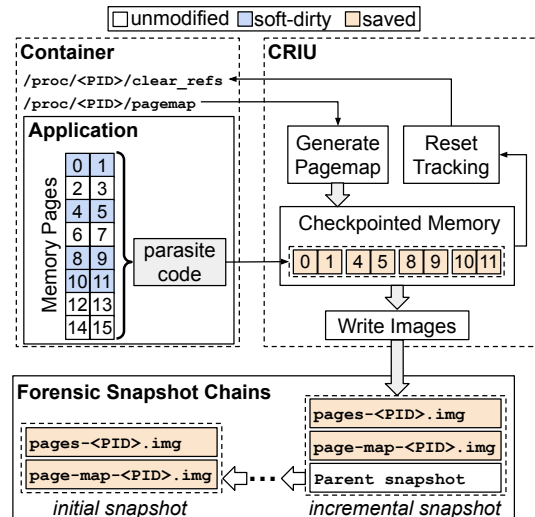 unmodified soft-dirty saved
Container
CRIU
/proc/<PID>/clear_refs
/proc/<PID>/pagemap
Application
Memory Pages
0 1
2 3
4 5
6 7
8 9
10 11
12 13
14 15
parasite
code
Generate
Pagemap
Reset
Tracking
Checkpointed Memory
0 1 4 5 8 9 10 11
Write Images
Forensic Snapshot Chains
pages-<PID>.img
page-map-<PID>.img
initial snapshot
...
pages-<PID>.img
page-map-<PID>.img
Parent snapshot
incremental snapshot